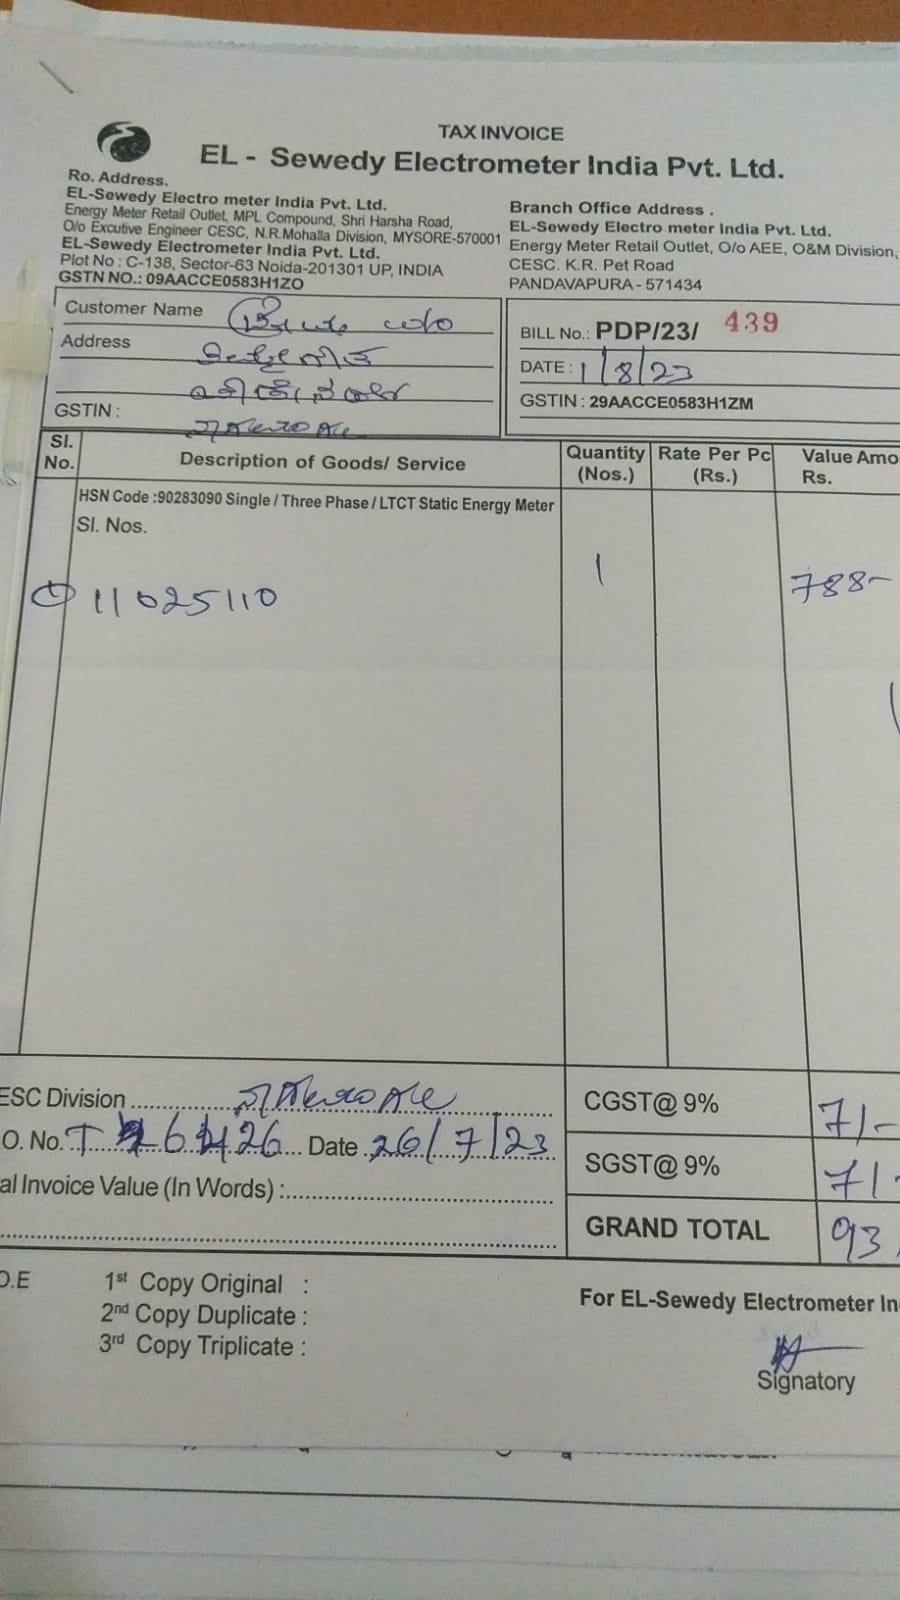 TAX INVOICE
EL - Sewedy Electrometer India Pvt. Ltd.
Ro. Address.
EL-Sewedy Electro meter India Pvt. Ltd.
Energy Meter Retail Outlet, MPL Compound, Shri Harsha Road,
O/o Excutive Engineer CESC, N.R.Mohalla Division, MYSORE-570001
EL-Sewedy Electrometer India Pvt. Ltd.
Plot No : C-138, Sector-63 Noida-201301 UP, INDIA
GSTN NO.: 09AACCE0583H1ZO
Branch Office Address .
EL-Sewedy Electro meter India Pvt. Ltd.
Energy Meter Retail Outlet, O/o AEE, O&M Division,
CESC. K.R. Pet Road
PANDAVAPURA - 571434
Customer Name
Address
GSTIN :
BILL No.: PDP/23/ 439
DATE : 1/8/23
GSTIN : 29AACCE0583H1ZM
Sl. No. Description of Goods/ Service Quantity (Nos.) Rate Per Pc (Rs.) Value Amo Rs.
HSN Code :90283090 Single / Three Phase / LTCT Static Energy Meter
Sl. Nos.
① 11025110 1 788-
ESC Division
CGST@ 9% 71-
O. No. Date 26/7/23
SGST@ 9% 71-
al Invoice Value (In Words) :
GRAND TOTAL 93
O.E 1st Copy Original :
2nd Copy Duplicate :
3rd Copy Triplicate :
For EL-Sewedy Electrometer In
Signatory